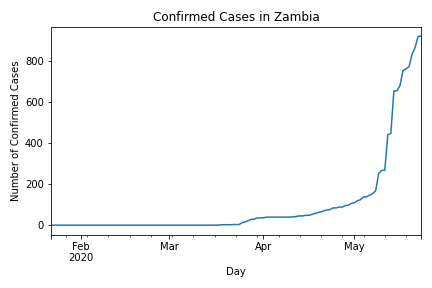 Confirmed Cases in Zambia
Number of Confirmed Cases
800
600
400
200
0
Feb
2020
Mar
Apr
May
Day